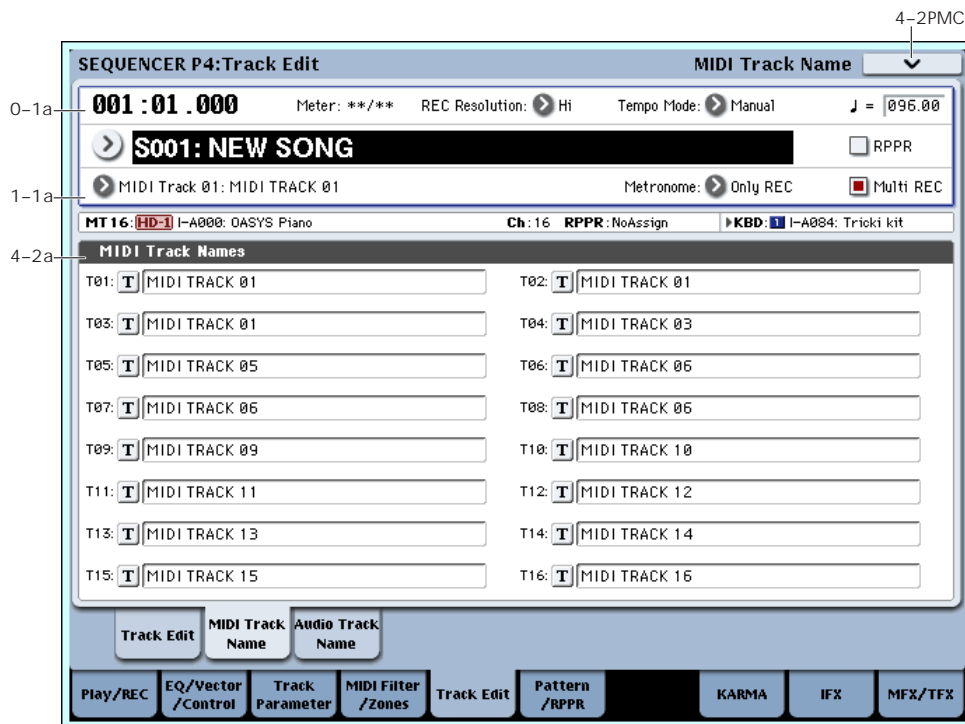 4-2PMC
SEQUENCER P4:Track Edit MIDI Track Name
0-1a
001:01.000 Meter: **/** REC Resolution: Hi Tempo Mode: Manual ♩ = 096.00
S001: NEW SONG RPPR
1-1a
MIDI Track 01: MIDI TRACK 01 Metronome: Only REC Multi REC
MT16: HD-1 I-A000: OASYS Piano Ch:16 RPPR:NoAssign ▶KBD: 1 I-A084: Tricki kit
4-2a
MIDI Track Names
T01: T MIDI TRACK 01 T02: T MIDI TRACK 01
T03: T MIDI TRACK 01 T04: T MIDI TRACK 03
T05: T MIDI TRACK 05 T06: T MIDI TRACK 06
T07: T MIDI TRACK 06 T08: T MIDI TRACK 06
T09: T MIDI TRACK 09 T10: T MIDI TRACK 10
T11: T MIDI TRACK 11 T12: T MIDI TRACK 12
T13: T MIDI TRACK 13 T14: T MIDI TRACK 14
T15: T MIDI TRACK 15 T16: T MIDI TRACK 16
Track Edit
MIDI Track
Name
Audio Track
Name
Play/REC
EQ/Vector
/Control
Track
Parameter
MIDI Filter
/Zones
Track Edit
Pattern
/RPPR
KARMA
IFX
MFX/TFX